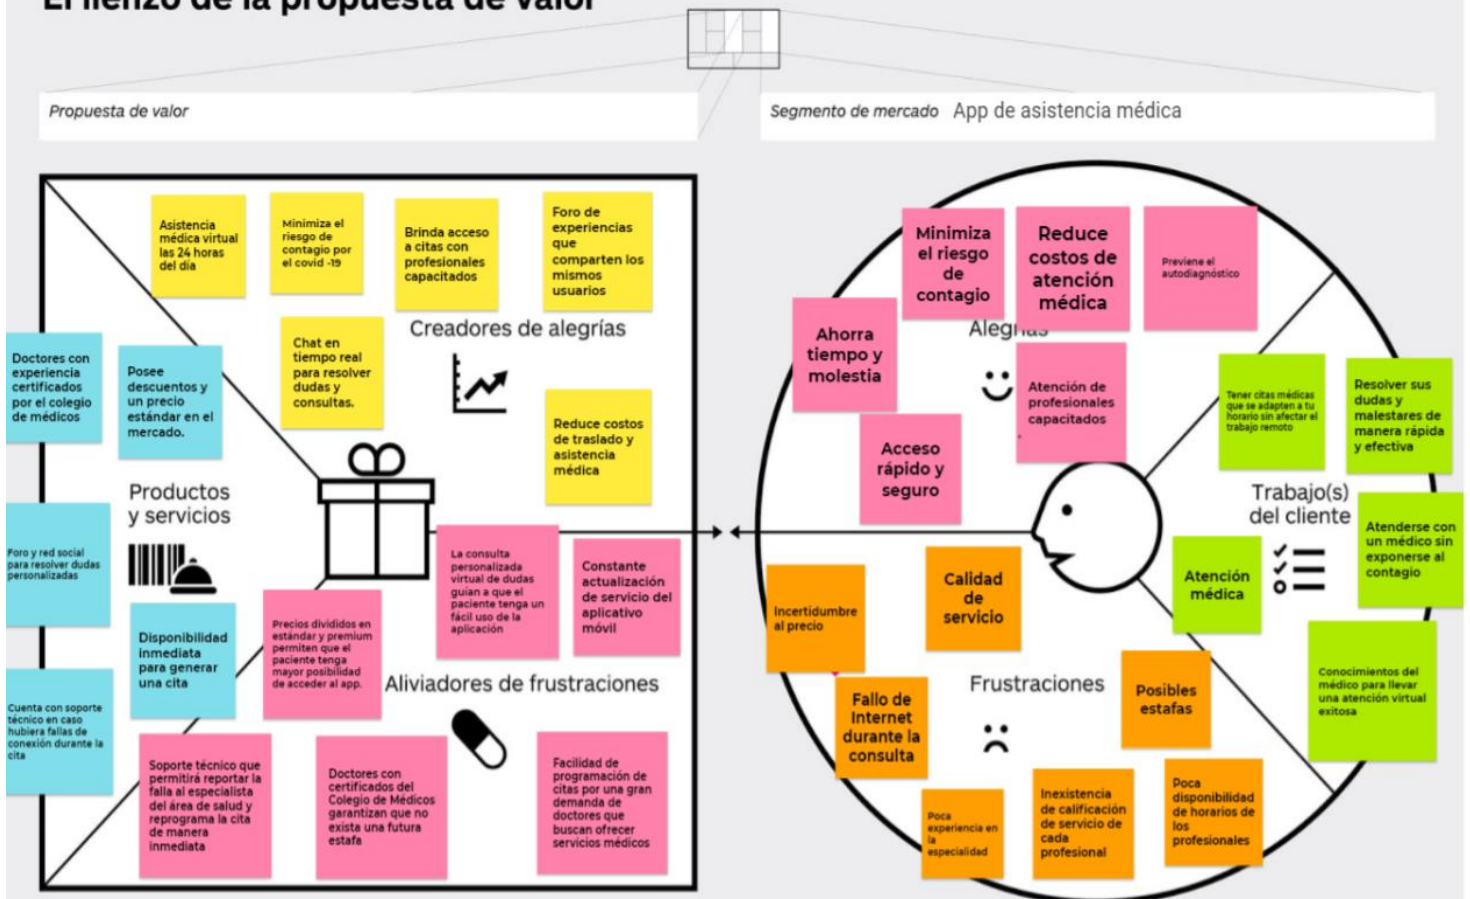 El lienzo de la propuesta de valor
Propuesta de valor
Segmento de mercado App de asistencia médica
Asistencia
médica virtual
las 24 horas
del día
Minimiza el
riesgo de
contagio por
el covid -19
Brinda acceso
a citas con
profesionales
capacitados
Foro de
experiencias
que
comparten los
mismos
usuarios
Creadores de alegrías
Chat en
tiempo real
para resolver
dudas y
consultas.
Reduce costos
de traslado y
asistencia
médica
Doctores con
experiencia
certificados
por el colegio
de médicos
Posee
descuentos y
un precio
estándar en el
mercado.
Productos
y servicios
Foro y red social
para resolver dudas
personalizadas
Disponibilidad
inmediata
para generar
una cita
Cuenta con soporte
técnico en caso
hubiera fallas de
conexión durante la
cita
La consulta
personalizada
virtual de dudas
guían a que el
paciente tenga un
fácil uso de la
aplicación
Constante
actualización
de servicio del
aplicativo
móvil
Precios divididos en
estándar y premium
permiten que el
paciente tenga
mayor posibilidad
de acceder al app.
Aliviadores de frustraciones
Soporte técnico que
permitirá reportar la
falla al especialista
del área de salud y
reprograma la cita
de manera
inmediata
Doctores con
certificados del
Colegio de Médicos
garantizan que no
exista una futura
estafa
Facilidad de
programación de
citas por una gran
demanda de
doctores que
buscan ofrecer
servicios médicos
Minimiza
el riesgo
de
contagio
Reduce
costos de
atención
médica
Previene el
autodiagnóstico
Ahorra
tiempo y
molestia
Alegrías
Atención de
profesionales
capacitados
Acceso
rápido y
seguro
Tener citas médicas
que se adapten a tu
horario sin afectar el
trabajo remoto
Resolver sus
dudas y
malestares de
manera rápida
y efectiva
Trabajo(s)
del cliente
Atenderse con
un médico sin
exponerse al
contagio
Atención
médica
Conocimientos del
médico para llevar
una atención virtual
exitosa
Incertidumbre
al precio
Calidad
de
servicio
Frustraciones
Fallo de
Internet
durante la
consulta
Posibles
estafas
Poca
experiencia en
la
especialidad
Inexistencia
de calificación
de servicio de
cada
profesional
Poca
disponibilidad
de horarios de
los
profesionales